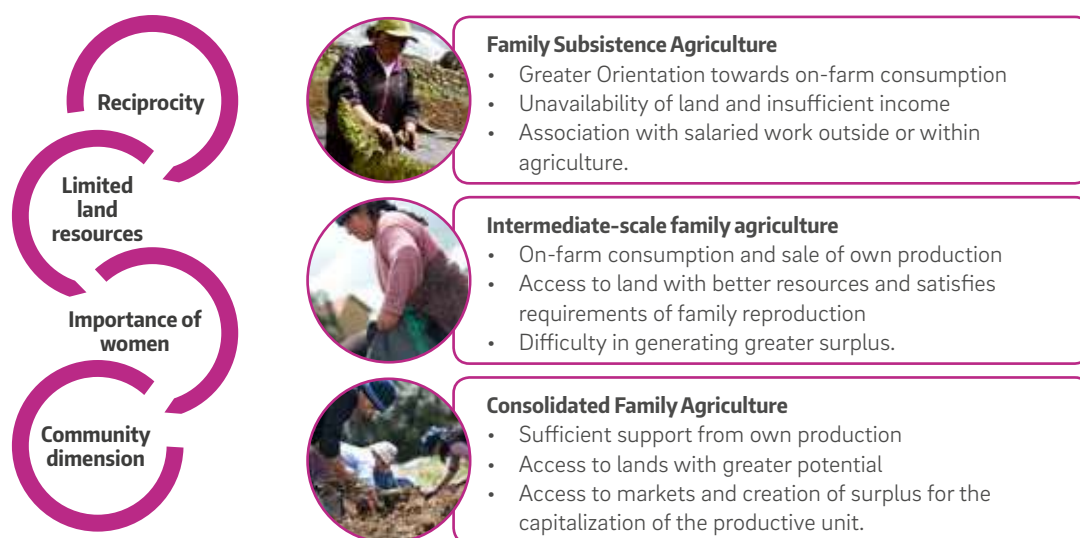 Reciprocity
Limited
land
resources
Importance of
women
Community
dimension
Family Subsistence Agriculture
• Greater Orientation towards on-farm consumption
• Unavailability of land and insufficient income
• Association with salaried work outside or within
agriculture.
Intermediate-scale family agriculture
• On-farm consumption and sale of own production
• Access to land with better resources and satisfies
requirements of family reproduction
• Difficulty in generating greater surplus.
Consolidated Family Agriculture
• Sufficient support from own production
• Access to lands with greater potential
• Access to markets and creation of surplus for the
capitalization of the productive unit.